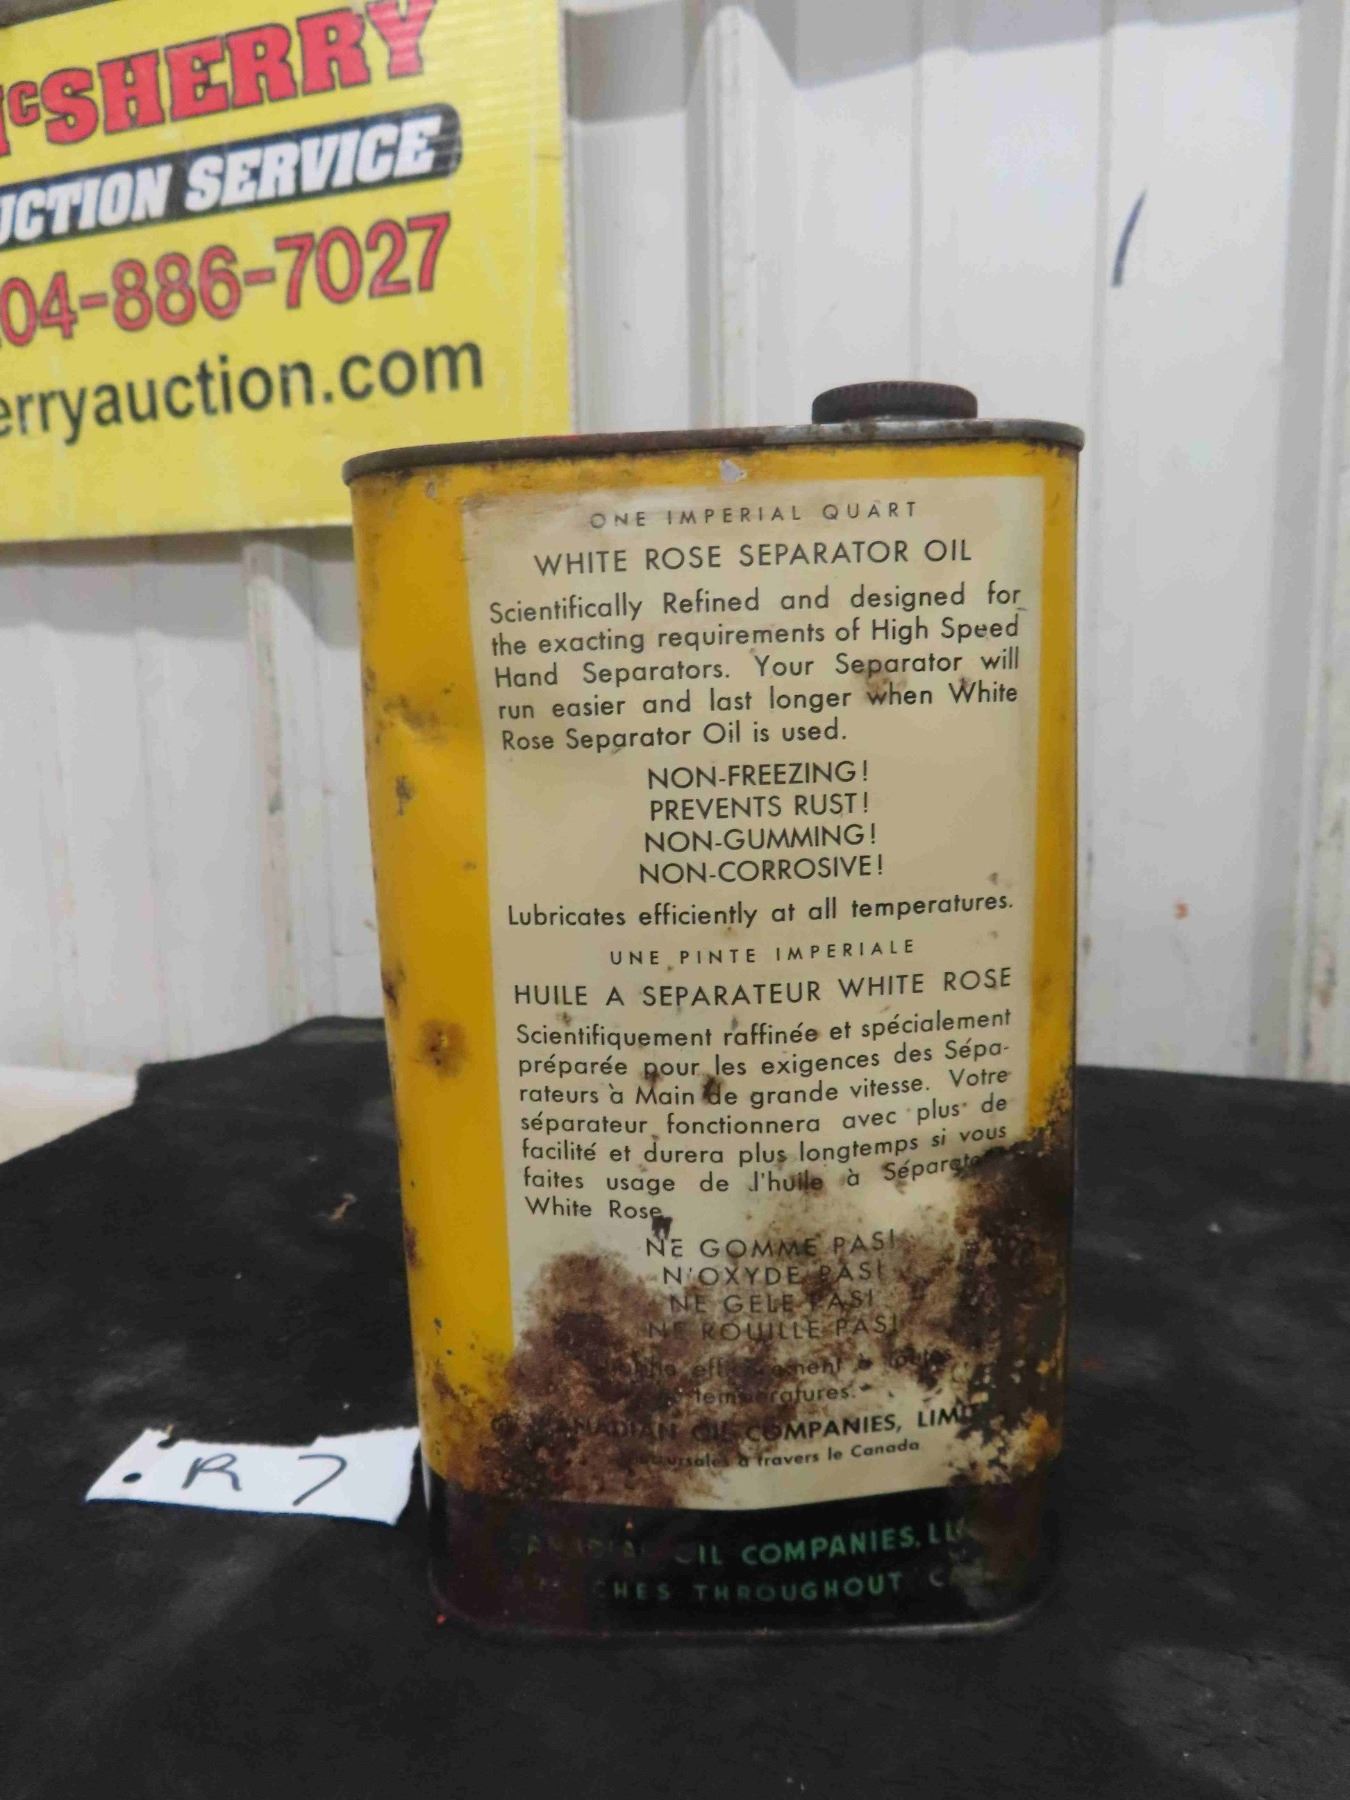 McSHERRY
UCTION SERVICE
04-886-7027
erryauction.com
ONE IMPERIAL QUART
WHITE ROSE SEPARATOR OIL
Scientifically Refined and designed for
the exacting requirements of High Speed
Hand Separators. Your Separator will
run easier and last longer when White
Rose Separator Oil is used.
NON-FREEZING!
PREVENTS RUST!
NON-GUMMING!
NON-CORROSIVE!
Lubricates efficiently at all temperatures.
UNE PINTE IMPERIALE
HUILE A SEPARATEUR WHITE ROSE
Scientifiquement raffinée et spécialement
préparée pour les exigences des Sépa-
rateurs à Main de grande vitesse. Votre
séparateur fonctionnera avec plus de
facilité et durera plus longtemps si vous
faites usage de l'huile à
White Rose.
NE GOMME PAS!
N'OXYDE PAS!
NE GELE PAS!
NE ROUILLE PAS!
à toutes
températures.
CANADIAN OIL COMPANIES,
à travers le Canada
CANADIAN OIL COMPANIES,
THROUGHOUT
R 7